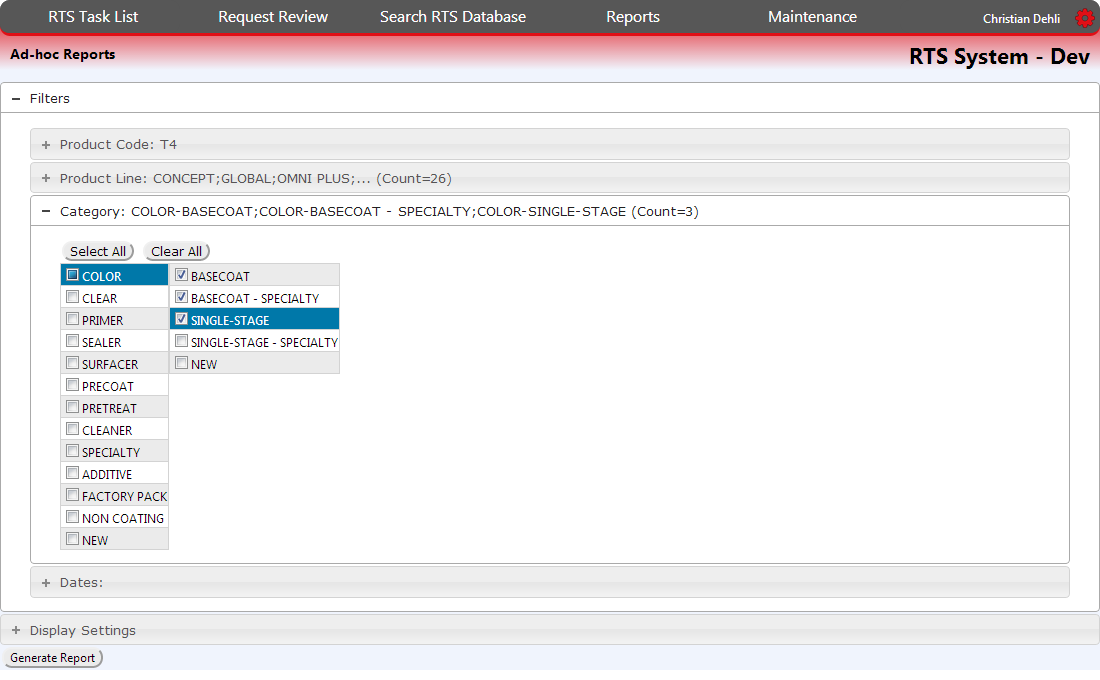 RTS Task List Request Review Search RTS Database Reports Maintenance Christian Dehli
Ad-hoc Reports RTS System - Dev
− Filters
+ Product Code: T4
+ Product Line: CONCEPT;GLOBAL;OMNI PLUS;... (Count=26)
− Category: COLOR-BASECOAT;COLOR-BASECOAT - SPECIALTY;COLOR-SINGLE-STAGE (Count=3)
Select All Clear All
COLOR BASECOAT
CLEAR BASECOAT - SPECIALTY
PRIMER SINGLE-STAGE
SEALER SINGLE-STAGE - SPECIALTY
SURFACER NEW
PRECOAT
PRETREAT
CLEANER
SPECIALTY
ADDITIVE
FACTORY PACK
NON COATING
NEW
+ Dates:
+ Display Settings
Generate Report